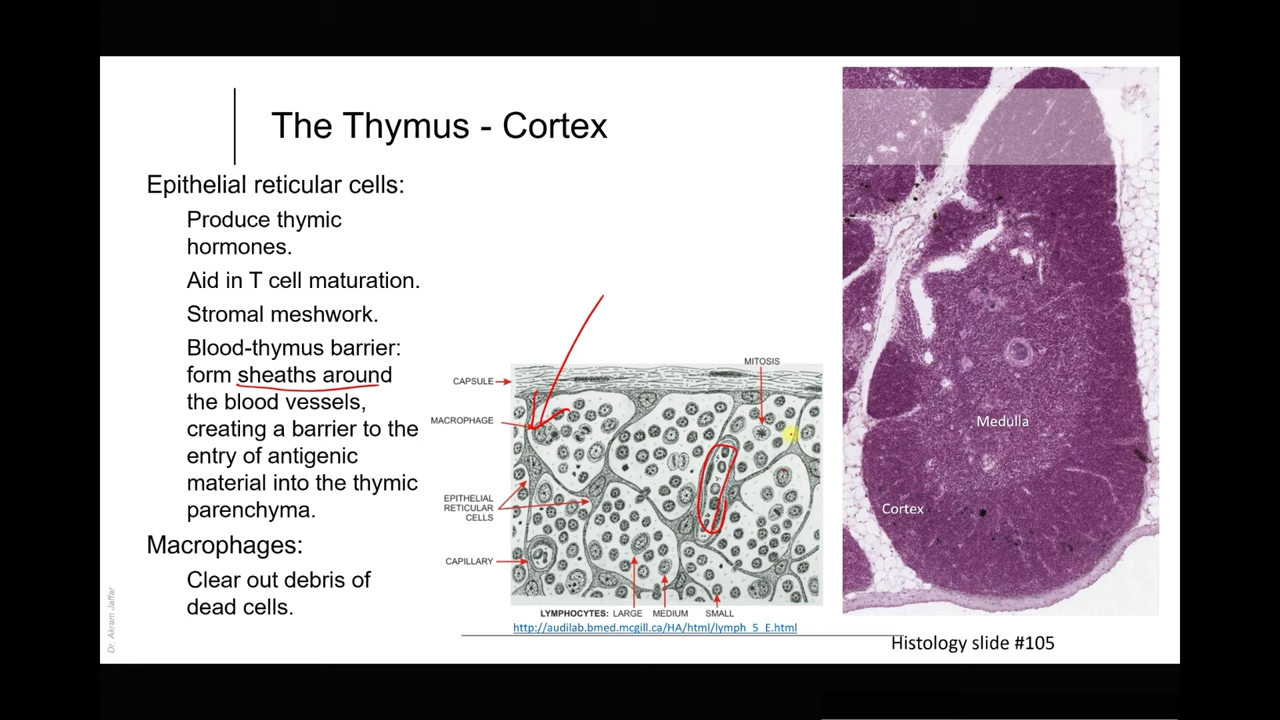 The Thymus - Cortex
Epithelial reticular cells:
Produce thymic
hormones.
Aid in T cell maturation.
Stromal meshwork.
Blood-thymus barrier:
form sheaths around
the blood vessels,
creating a barrier to the
entry of antigenic
material into the thymic
parenchyma.
Macrophages:
Clear out debris of
dead cells.
MITOSIS
CAPSULE
MACROPHAGE
EPITHELIAL
RETICULAR
CELLS
CAPILLARY
LYMPHOCYTES: LARGE MEDIUM SMALL
http://audilab.bmed.mcgill.ca/HA/html/lymph_5_E.html
Medulla
Cortex
Histology slide #105
Dr. Akram Jaffar